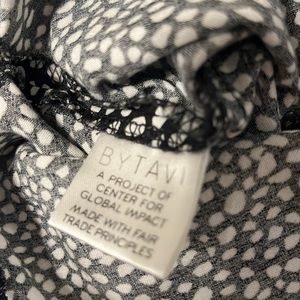 BYTAVI
A PROJECT OF
CENTER FOR
GLOBAL IMPACT
MADE WITH FAIR
TRADE PRINCIPLES